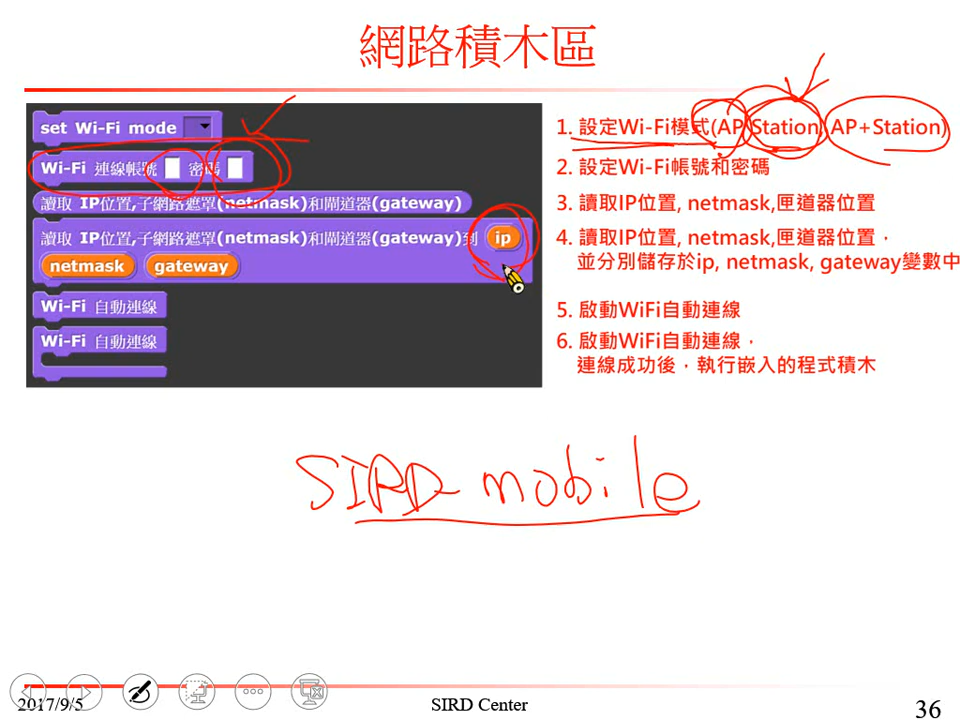 網路積木區
set Wi-Fi mode
Wi-Fi 連線帳號 密碼
讀取 IP位置,子網路遮罩(netmask)和閘道器(gateway)
讀取 IP位置,子網路遮罩(netmask)和閘道器(gateway)到 ip
netmask gateway
Wi-Fi 自動連線
Wi-Fi 自動連線
1. 設定Wi-Fi模式(AP, Station, AP+Station)
2. 設定Wi-Fi帳號和密碼
3. 讀取IP位置, netmask,匣道器位置
4. 讀取IP位置, netmask,匣道器位置，
並分別儲存於ip, netmask, gateway變數中
5. 啟動WiFi自動連線
6. 啟動WiFi自動連線，
連線成功後，執行嵌入的程式積木
SIRD mobile
2017/9/5
SIRD Center
36